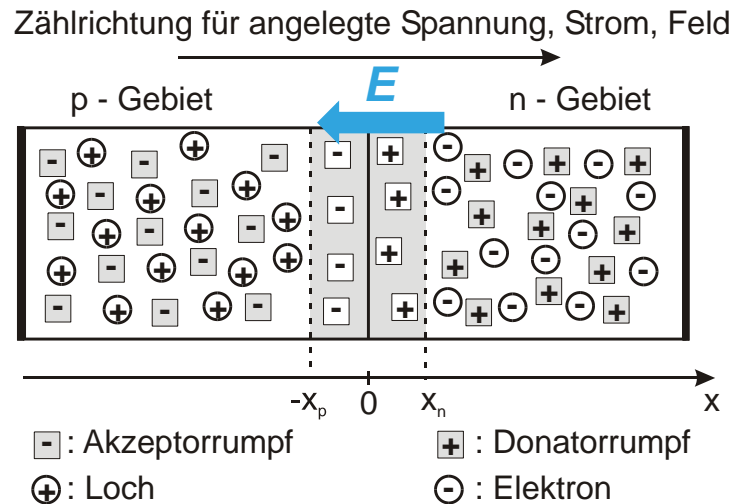 Zählrichtung für angelegte Spannung, Strom, Feld
E
p - Gebiet n - Gebiet
-xp 0 xn x
- : Akzeptorrumpf + : Donatorrumpf
+ : Loch - : Elektron